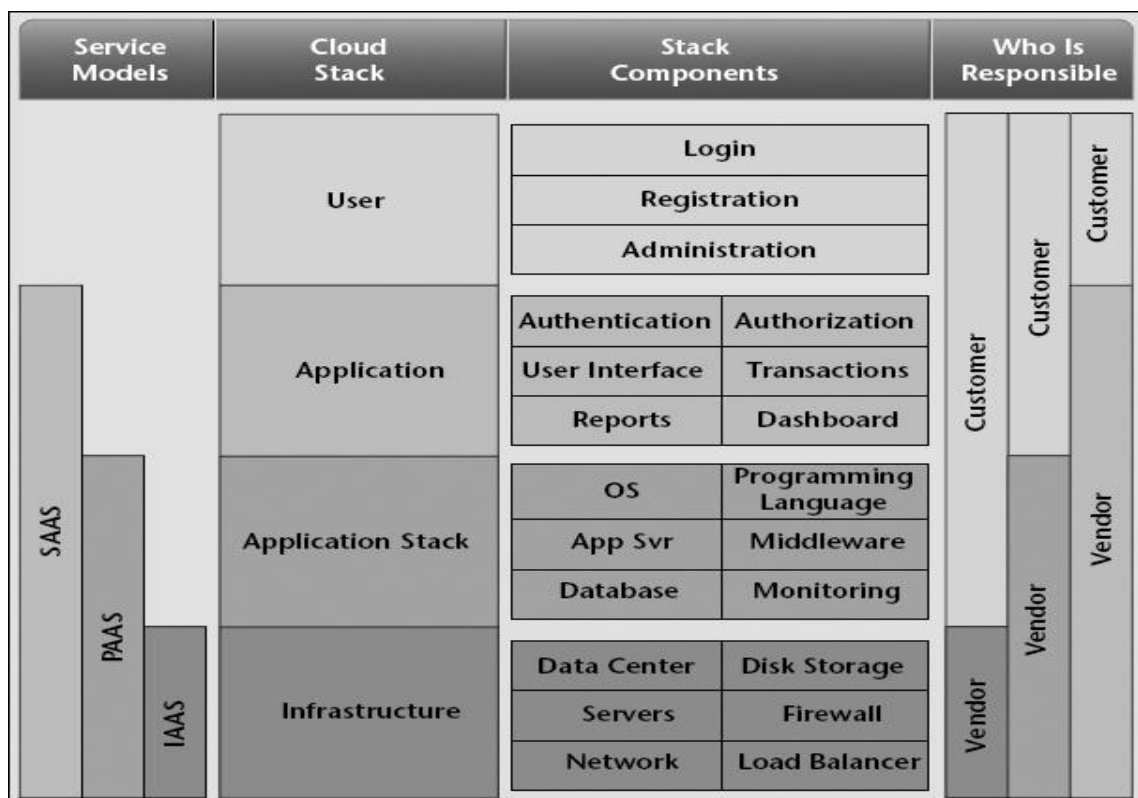 Service
Models
Cloud
Stack
Stack
Components
Who Is
Responsible
User
Login
Registration
Administration
Customer
Customer
Customer
SAAS
Application
Authentication
Authorization
User Interface
Transactions
Reports
Dashboard
Vendor
PAAS
Application Stack
OS
Programming
Language
App Svr
Middleware
Database
Monitoring
Vendor
IAAS
Infrastructure
Data Center
Disk Storage
Servers
Firewall
Network
Load Balancer
Vendor